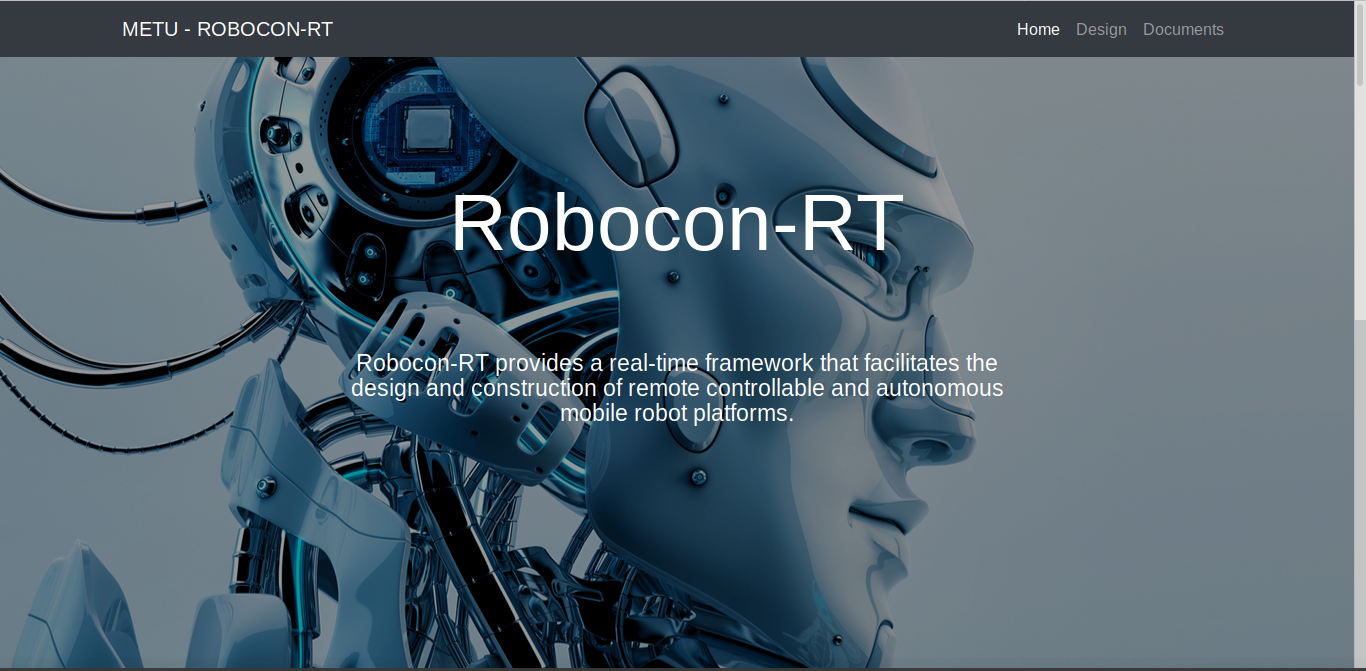 METU - ROBOCON-RT
Home Design Documents
Robocon-RT
Robocon-RT provides a real-time framework that facilitates the
design and construction of remote controllable and autonomous
mobile robot platforms.